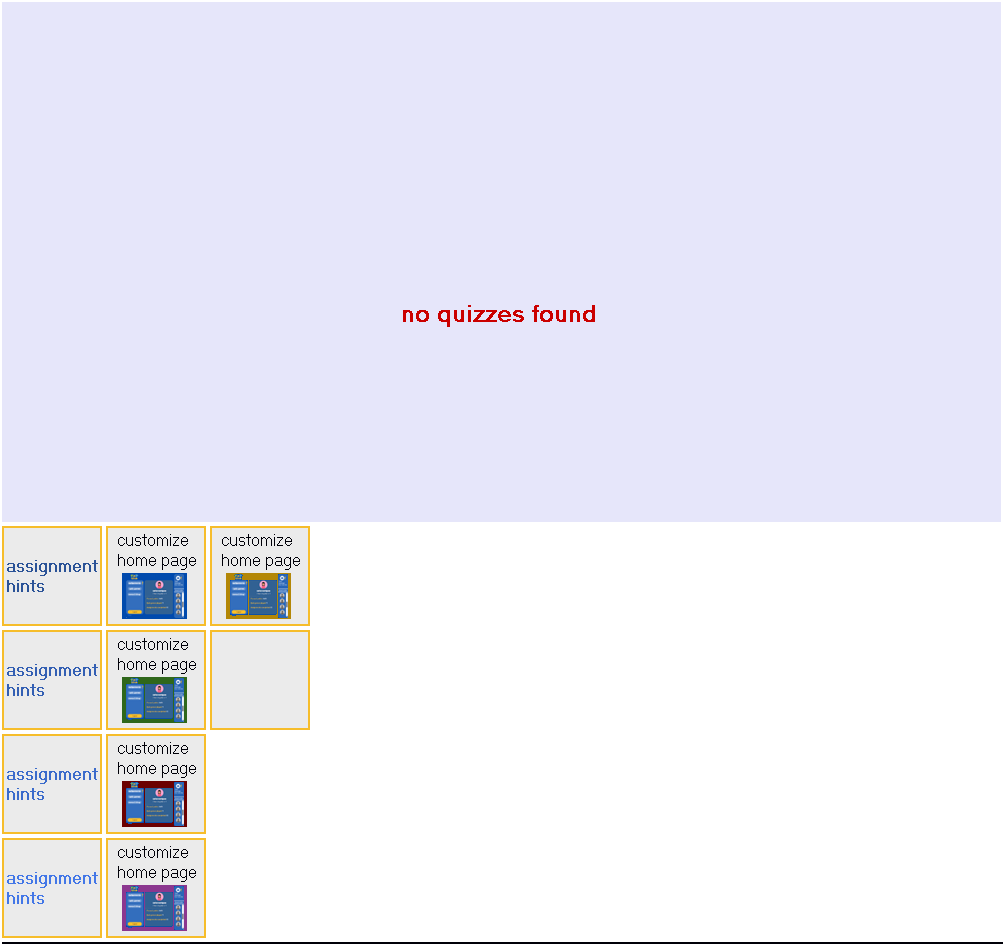 no quizzes found
assignment
hints
customize
home page
customize
home page
assignment
hints
customize
home page
assignment
hints
customize
home page
assignment
hints
customize
home page